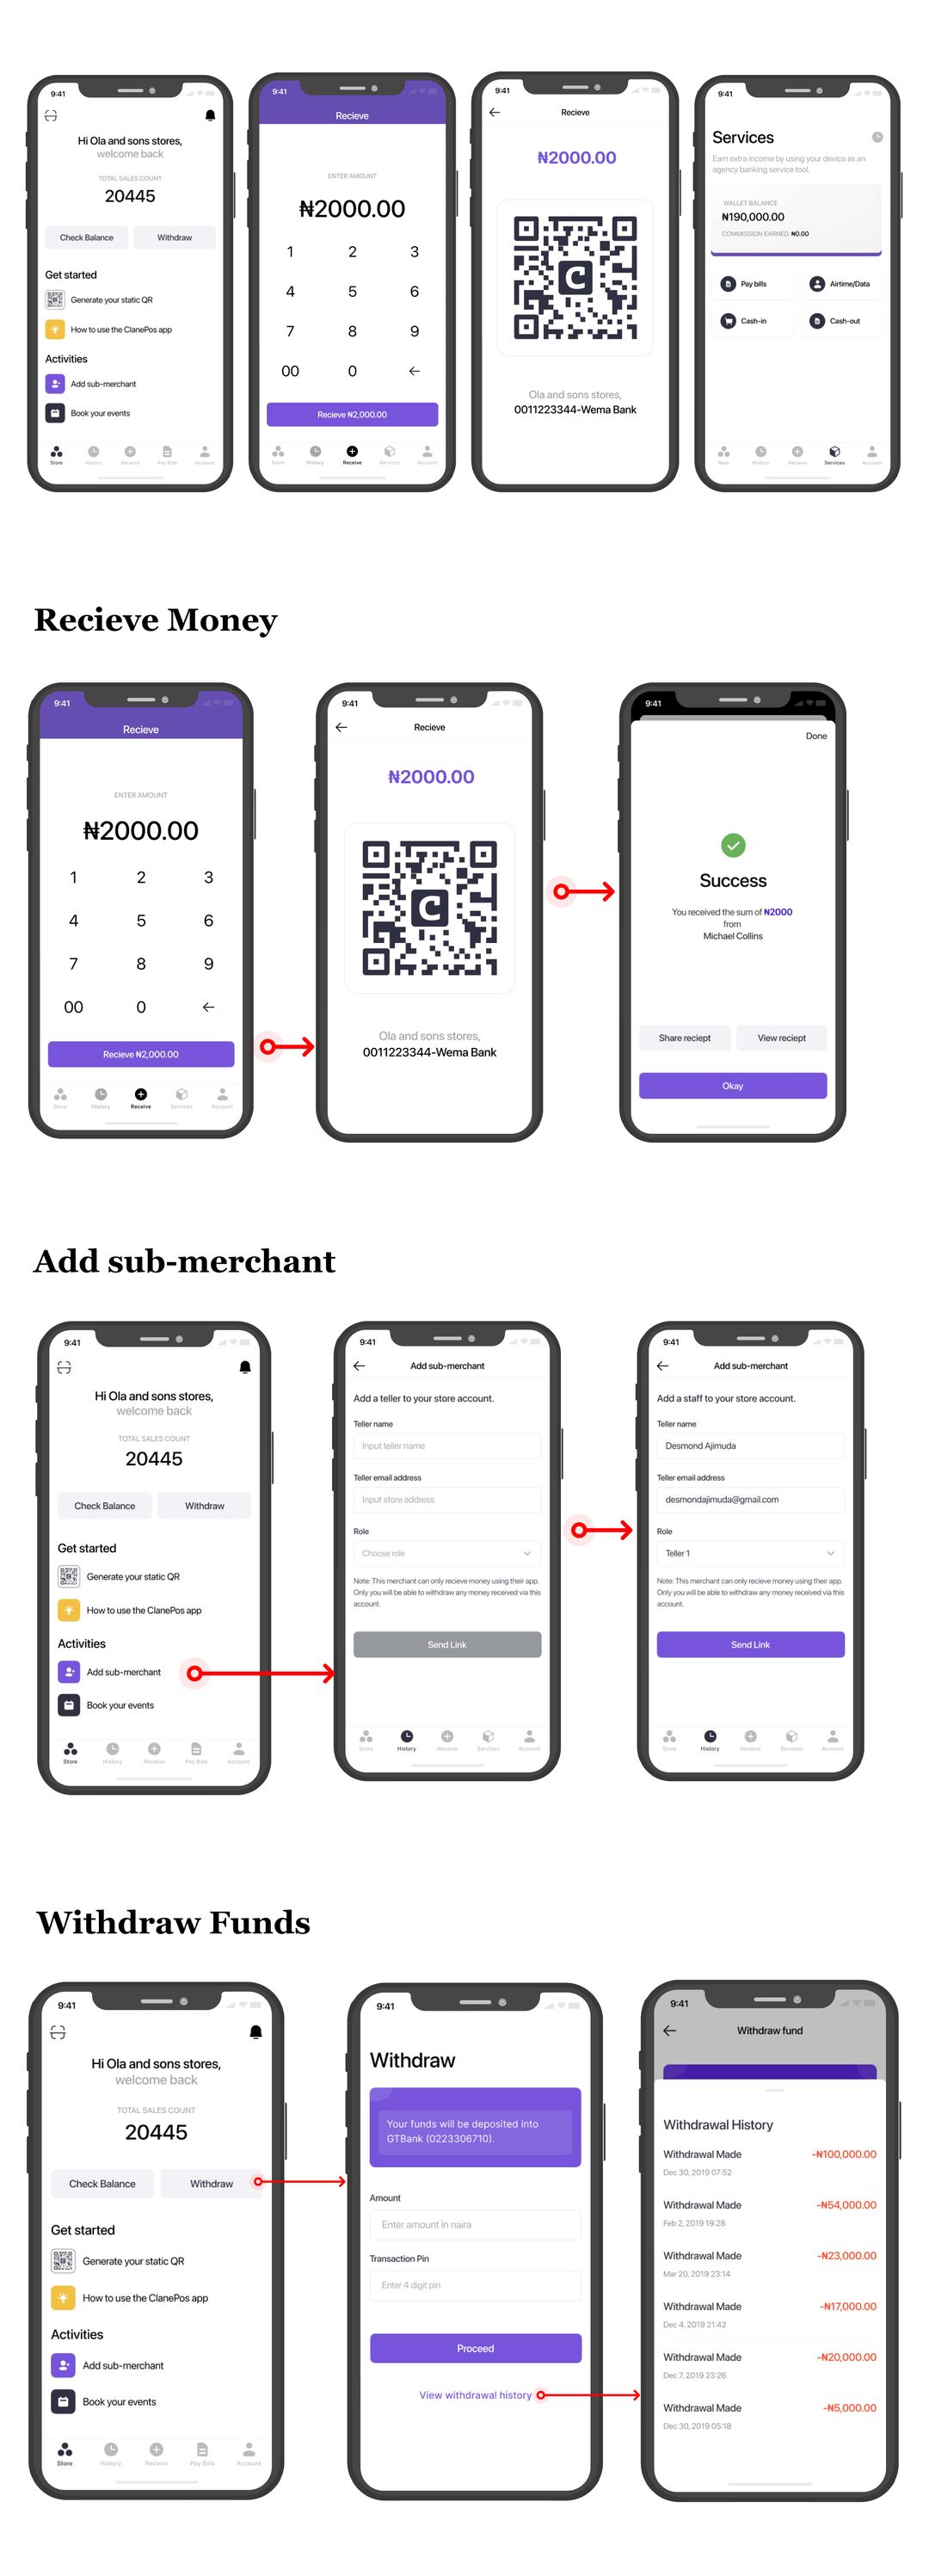 9:41
Hi Ola and sons stores,
welcome back
TOTAL SALES COUNT
20445
Check Balance
Withdraw
Get started
Generate your static QR
How to use the ClanePos app
Activities
Add sub-merchant
Book your events
Store
History
Receive
Pay Bills
Account
9:41
Recieve
ENTER AMOUNT
₦2000.00
1 2 3
4 5 6
7 8 9
00 0
Recieve ₦2,000.00
Store
History
Receive
Services
Account
9:41
Recieve
₦2000.00
C
Ola and sons stores,
0011223344-Wema Bank
9:41
Services
Earn extra income by using your device as an
agency banking service tool.
WALLET BALANCE
₦190,000.00
COMMISSION EARNED: ₦0.00
Pay bills
Airtime/Data
Cash-in
Cash-out
History
Receive
Services
Account
Recieve Money
9:41
Recieve
ENTER AMOUNT
₦2000.00
1 2 3
4 5 6
7 8 9
00 0
Recieve ₦2,000.00
Store
History
Receive
Services
Account
9:41
Recieve
₦2000.00
C
Ola and sons stores,
0011223344-Wema Bank
9:41
Done
Success
You received the sum of ₦2000
from
Michael Collins
Share reciept
View reciept
Okay
Add sub-merchant
9:41
Hi Ola and sons stores,
welcome back
TOTAL SALES COUNT
20445
Check Balance
Withdraw
Get started
Generate your static QR
How to use the ClanePos app
Activities
Add sub-merchant
Book your events
Store
History
Receive
Pay Bills
Account
9:41
Add sub-merchant
Add a teller to your store account.
Teller name
Input teller name
Teller email address
Input store address
Role
Choose role
Note: This merchant can only recieve money using their app.
Only you will be able to withdraw any money received via this
account.
Send Link
Store
History
Receive
Services
Account
9:41
Add sub-merchant
Add a staff to your store account.
Teller name
Desmond Ajimuda
Teller email address
desmondajimuda@gmail.com
Role
Teller 1
Note: This merchant can only recieve money using their app.
Only you will be able to withdraw any money received via this
account.
Send Link
Store
History
Receive
Services
Account
Withdraw Funds
9:41
Hi Ola and sons stores,
welcome back
TOTAL SALES COUNT
20445
Check Balance
Withdraw
Get started
Generate your static QR
How to use the ClanePos app
Activities
Add sub-merchant
Book your events
Store
History
Receive
Pay Bills
Account
9:41
Withdraw
Your funds will be deposited into
GTBank (0223306710).
Amount
Enter amount in naira
Transaction Pin
Enter 4 digit pin
Proceed
View withdrawal history
9:41
Withdraw fund
Withdrawal History
Withdrawal Made -₦100,000.00
Dec 30, 2019 07:52
Withdrawal Made -₦54,000.00
Feb 2, 2019 19:28
Withdrawal Made -₦23,000.00
Mar 20, 2019 23:14
Withdrawal Made -₦17,000.00
Dec 4, 2019 21:42
Withdrawal Made -₦20,000.00
Dec 7, 2019 23:26
Withdrawal Made -₦5,000.00
Dec 30, 2019 05:18